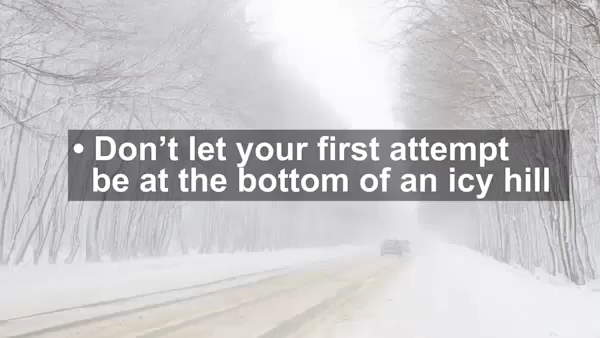 • Don’t let your first attempt
be at the bottom of an icy hill